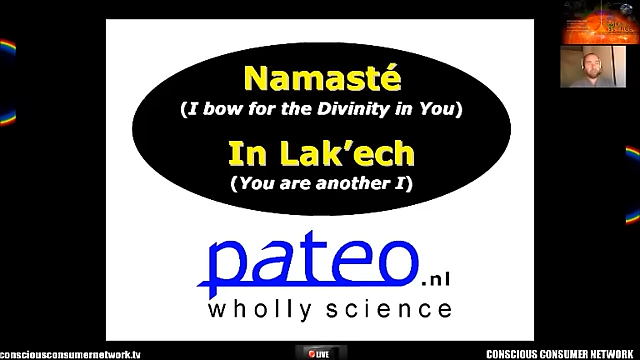 Namasté
(I bow for the Divinity in You)
In Lak’ech
(You are another I)
pateo.nl
wholly science
consciousconsumernetwork.tv
LIVE
CONSCIOUS CONSUMER NETWORK